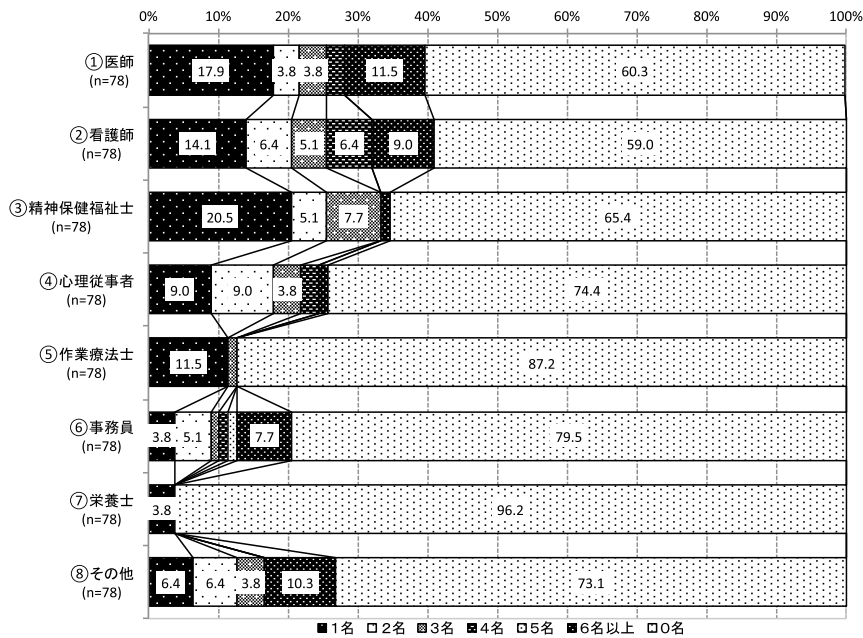 0% 10% 20% 30% 40% 50% 60% 70% 80% 90% 100%
①医師
(n=78)
17.9 3.8 3.8 11.5 60.3
②看護師
(n=78)
14.1 6.4 5.1 6.4 9.0 59.0
③精神保健福祉士
(n=78)
20.5 5.1 7.7 65.4
④心理従事者
(n=78)
9.0 9.0 3.8 74.4
⑤作業療法士
(n=78)
11.5 87.2
⑥事務員
(n=78)
3.8 5.1 7.7 79.5
⑦栄養士
(n=78)
3.8 96.2
⑧その他
(n=78)
6.4 6.4 3.8 10.3 73.1
1名 2名 3名 4名 5名 6名以上 0名